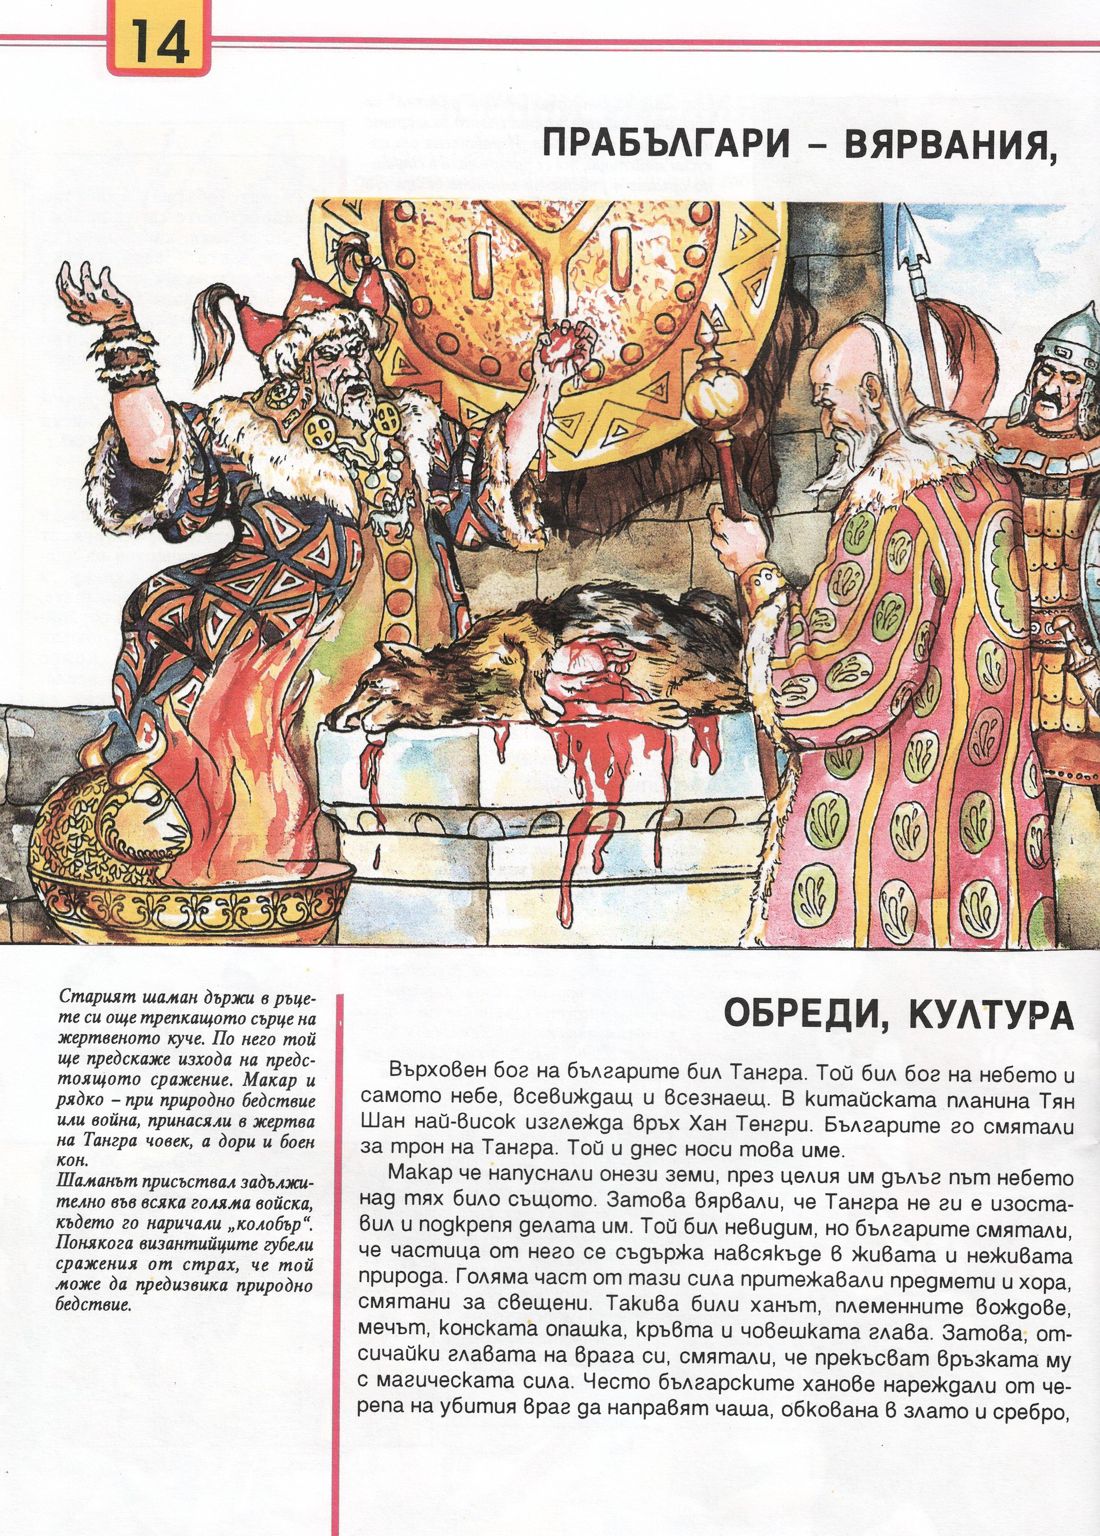 14
ПРАБЪЛГАРИ – ВЯРВАНИЯ,
Старият шаман държи в ръце-
те си още трепкащото сърце на
жертвеното куче. По него той
ще предскаже изхода на предс-
тоящото сражение. Макар и
рядко – при природно бедствие
или война, принасяли в жертва
на Тангра човек, а дори и боен
кон.
Шаманът присъствал задължи-
телно във всяка голяма войска,
където го наричали „колобър“.
Понякога византийците губели
сражения от страх, че той
може да предизвика природно
бедствие.
ОБРЕДИ, КУЛТУРА
Върховен бог на българите бил Тангра. Той бил бог на небето и
самото небе, всевиждащ и всезнаещ. В китайската планина Тян
Шан най-висок изглежда връх Хан Тенгри. Българите го смятали
за трон на Тангра. Той и днес носи това име.
Макар че напуснали онези земи, през целия им дълъг път небето
над тях било същото. Затова вярвали, че Тангра не ги е изоста-
вил и подкрепя делата им. Той бил невидим, но българите смятали,
че частица от него се съдържа навсякъде в живата и неживата
природа. Голяма част от тази сила притежавали предмети и хора,
смятани за свещени. Такива били ханът, племенните вождове,
мечът, конската опашка, кръвта и човешката глава. Затова, от-
сичайки главата на врага си, смятали, че прекъсват връзката му
с магическата сила. Често българските ханове нареждали от че-
репа на убития враг да направят чаша, обкована в злато и сребро,